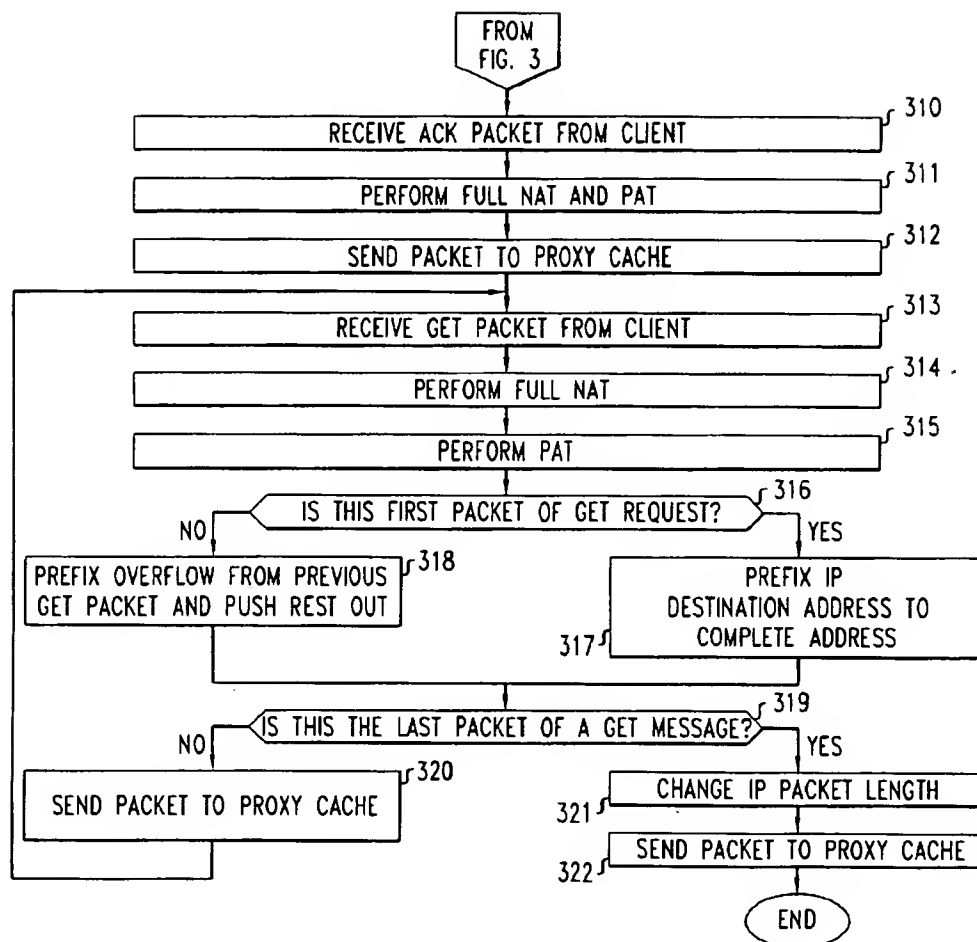 FROM
FIG. 3
310
RECEIVE ACK PACKET FROM CLIENT
311
PERFORM FULL NAT AND PAT
312
SEND PACKET TO PROXY CACHE
313
RECEIVE GET PACKET FROM CLIENT
314
PERFORM FULL NAT
315
PERFORM PAT
316
IS THIS FIRST PACKET OF GET REQUEST?
NO
YES
318
PREFIX OVERFLOW FROM PREVIOUS
GET PACKET AND PUSH REST OUT
PREFIX IP
DESTINATION ADDRESS TO
COMPLETE ADDRESS
317
319
IS THIS THE LAST PACKET OF A GET MESSAGE?
NO
YES
320
SEND PACKET TO PROXY CACHE
CHANGE IP PACKET LENGTH
321
SEND PACKET TO PROXY CACHE
322
END